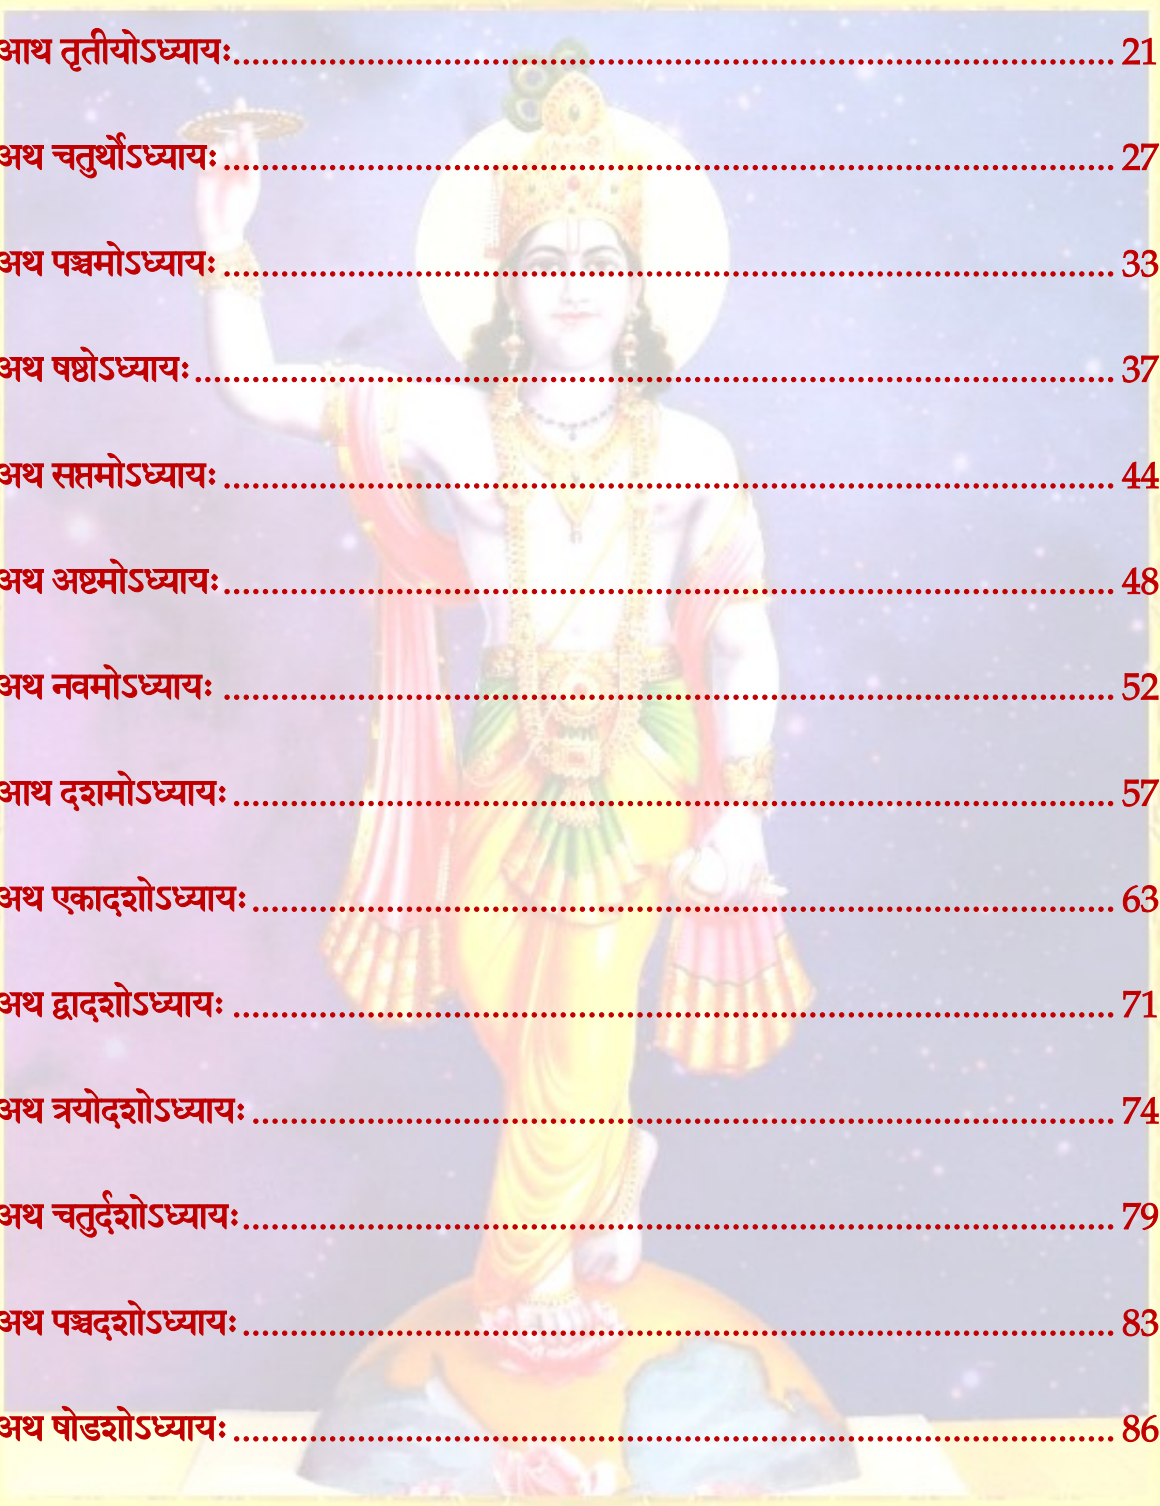 आथ तृतीयोऽध्यायः........................................................................................... 21
अथ चतुर्थोऽध्यायः ........................................................................................... 27
अथ पञ्चमोऽध्यायः ........................................................................................... 33
अथ षष्ठोऽध्यायः ........................................................................................... 37
अथ सप्तमोऽध्यायः ........................................................................................... 44
अथ अष्टमोऽध्यायः ........................................................................................... 48
अथ नवमोऽध्यायः ........................................................................................... 52
आथ दशमोऽध्यायः ........................................................................................... 57
अथ एकादशोऽध्यायः ........................................................................................... 63
अथ द्वादशोऽध्यायः ........................................................................................... 71
अथ त्रयोदशोऽध्यायः ........................................................................................... 74
अथ चतुर्दशोऽध्यायः ........................................................................................... 79
अथ पञ्चदशोऽध्यायः ........................................................................................... 83
अथ षोडशोऽध्यायः ........................................................................................... 86